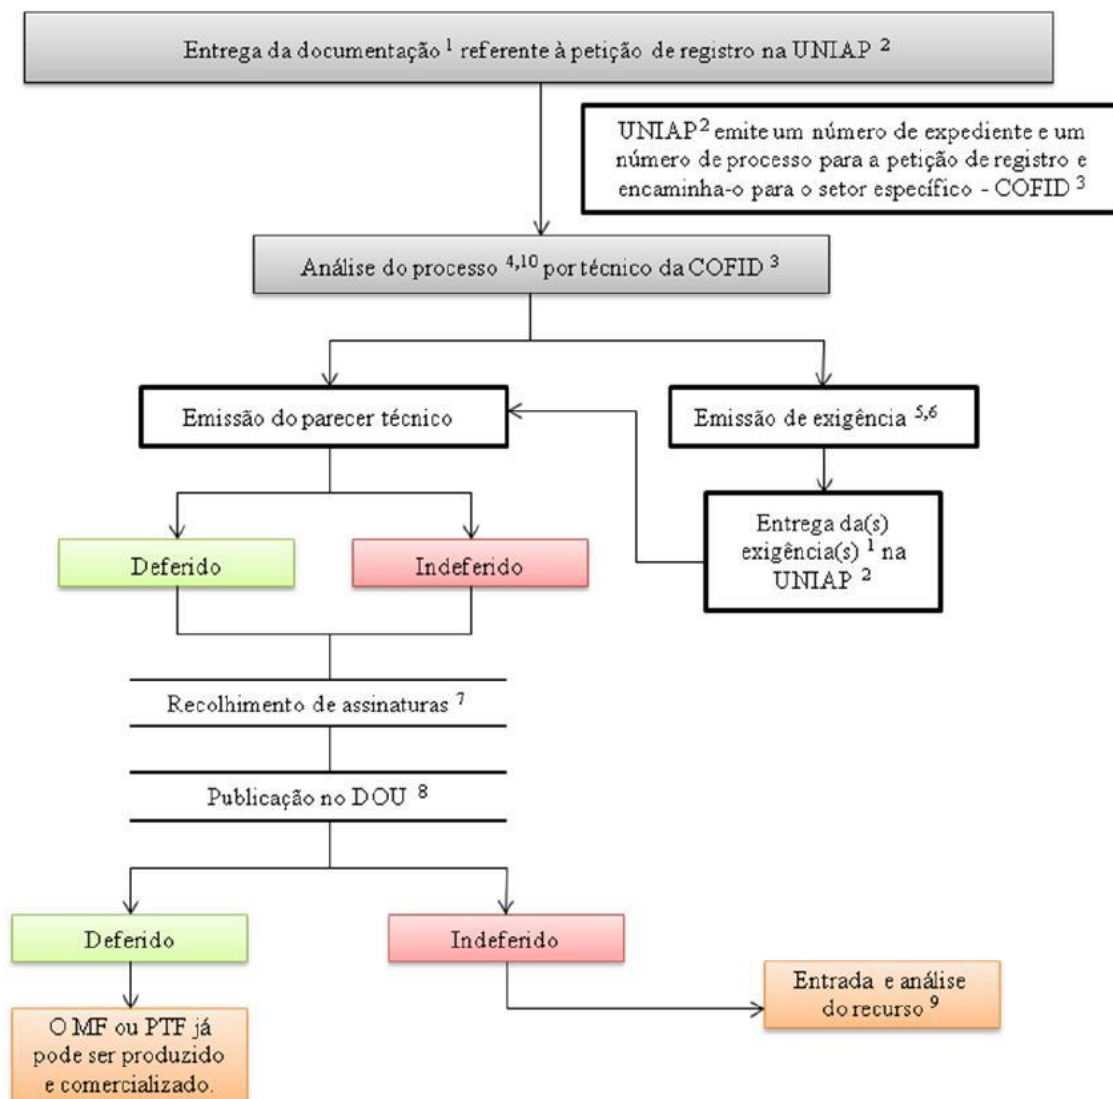 Entrega da documentação ¹ referente à petição de registro na UNIAP ²
UNIAP² emite um número de expediente e um
número de processo para a petição de registro e
encaminha-o para o setor específico - COFID ³
Análise do processo ⁴,¹⁰ por técnico da COFID ³
Emissão do parecer técnico
Emissão de exigência ⁵,⁶
Entrega da(s)
exigência(s) ¹ na
UNIAP ²
Deferido
Indeferido
Recolhimento de assinaturas ⁷
Publicação no DOU ⁸
Deferido
Indeferido
Entrada e análise
do recurso ⁹
O MF ou PTF já
pode ser produzido
e comercializado.